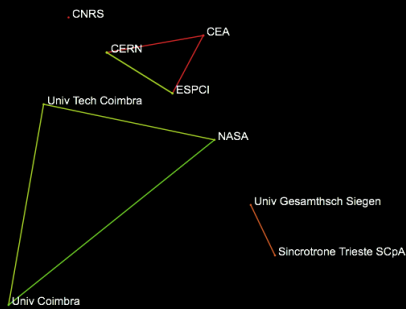 CNRS
CEA
CERN
ESPCI
Univ Tech Coimbra
NASA
Univ Gesamthsch Siegen
Sincrotrone Trieste SCpA
Univ Coimbra